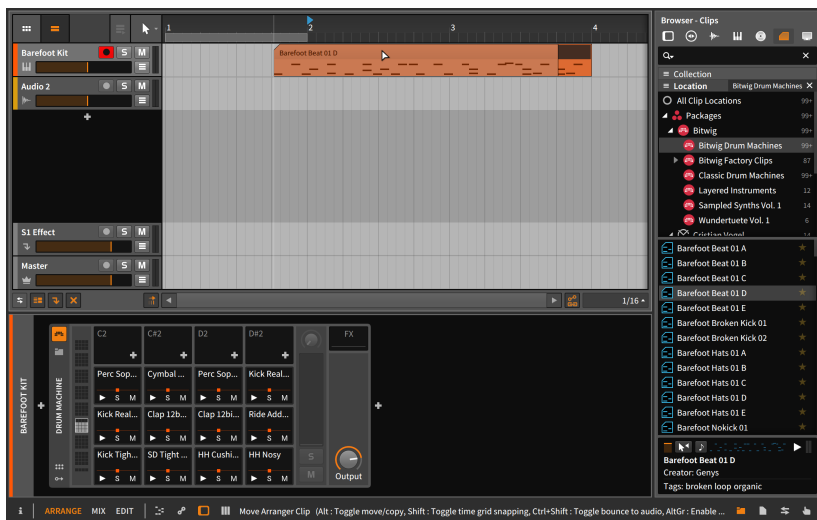 1 2 3 4
Barefoot Kit S M
Barefoot Beat 01 D
Audio 2 S M
S1 Effect S M
Master S M
1/16
BAREFOOT KIT
DRUM MACHINE
C2 C#2 D2 D#2 FX
Perc Sop... Cymbal ... Perc Sop... Kick Real...
S M S M S M S M
Kick Real... Clap 12b... Clap 12bi... Ride Add...
S M S M S M S M
Kick Tigh... SD Tight ... HH Cushi... HH Nosy
S M S M S M S M
S
M
Output
Browser - Clips
Collection
Location Bitwig Drum Machines
All Clip Locations 99+
Packages 99+
Bitwig 99+
Bitwig Drum Machines 99+
Bitwig Factory Clips 87
Classic Drum Machines 99+
Layered Instruments 12
Sampled Synths Vol. 1 14
Wundertuete Vol. 1 6
Cristian Vogel 14
Barefoot Beat 01 A
Barefoot Beat 01 B
Barefoot Beat 01 C
Barefoot Beat 01 D
Barefoot Beat 01 E
Barefoot Broken Kick 01
Barefoot Broken Kick 02
Barefoot Hats 01 A
Barefoot Hats 01 B
Barefoot Hats 01 C
Barefoot Hats 01 D
Barefoot Hats 01 E
Barefoot Nokick 01
Barefoot Beat 01 D
Creator: Genys
Tags: broken loop organic
i ARRANGE MIX EDIT Move Arranger Clip (Alt : Toggle move/copy, Shift : Toggle time grid snapping, Ctrl+Shift : Toggle bounce to audio, AltGr : Enable ...